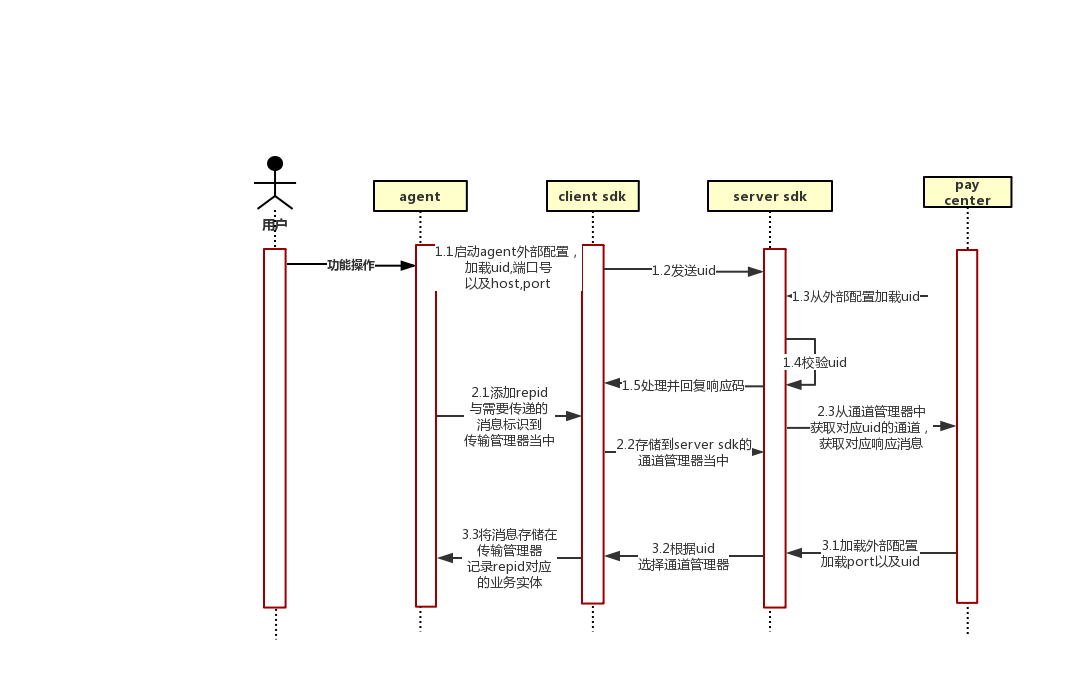 用户
agent
client sdk
server sdk
pay
center
功能操作
1.1启动agent外部配置，
加载uid,端口号
以及host,port
1.2发送uid
1.3从外部配置加载uid
1.4校验uid
1.5处理并回复响应码
2.1添加repid
与需要传递的
消息标识到
传输管理器当中
2.2存储到server sdk的
通道管理器当中
2.3从通道管理器中
获取对应uid的通道，
获取对应响应消息
3.1加载外部配置
加载port以及uid
3.2根据uid
选择通道管理器
3.3将消息存储在
传输管理器
记录repid对应
的业务实体